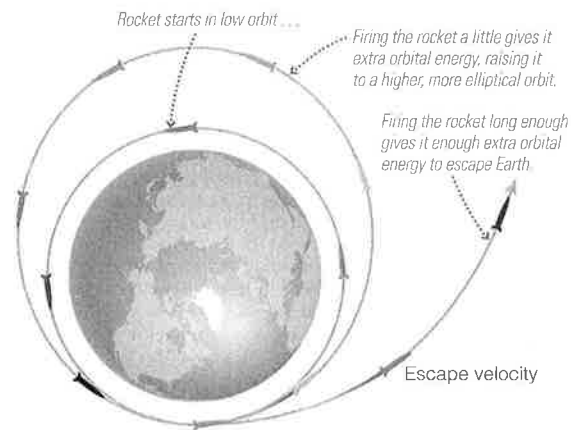 Rocket starts in low orbit ...
Firing the rocket a little gives it
extra orbital energy, raising it
to a higher, more elliptical orbit.
Firing the rocket long enough
gives it enough extra orbital
energy to escape Earth.
Escape velocity